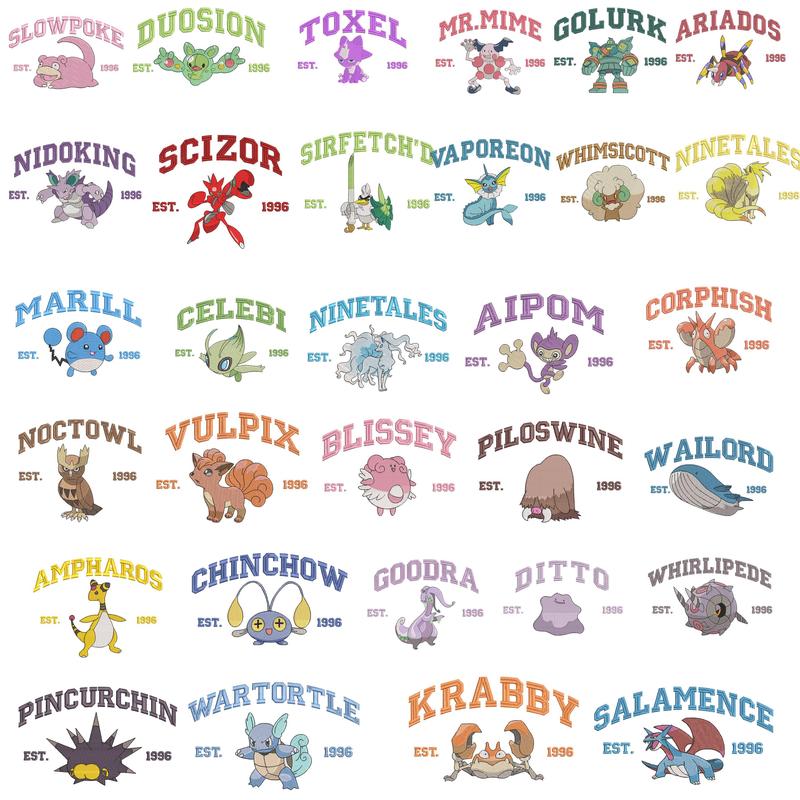 SLOWPOKE
EST. 1996
DUOSION
EST. 1996
TOXEL
EST. 1996
MR.MIME
EST. 1996
GOLURK
EST. 1996
ARIADOS
EST. 1996
NIDOKING
EST. 1996
SCIZOR
EST. 1996
SIRFETCH'D
EST. 1996
VAPOREON
EST. 1996
WHIMSICOTT
EST. 1996
NINETALES
EST. 1996
MARILL
EST. 1996
CELEBI
EST. 1996
NINETALES
EST. 1996
AIPOM
EST. 1996
CORPHISH
EST. 1996
NOCTOWL
EST. 1996
VULPIX
EST. 1996
BLISSEY
EST. 1996
PILOSWINE
EST. 1996
WAILORD
EST. 1996
AMPHAROS
EST. 1996
CHINCHOW
EST. 1996
GOODRA
EST. 1996
DITTO
EST. 1996
WHIRLIPEDE
EST. 1996
PINCURCHIN
EST. 1996
WARTORTLE
EST. 1996
KRABBY
EST. 1996
SALAMENCE
EST. 1996